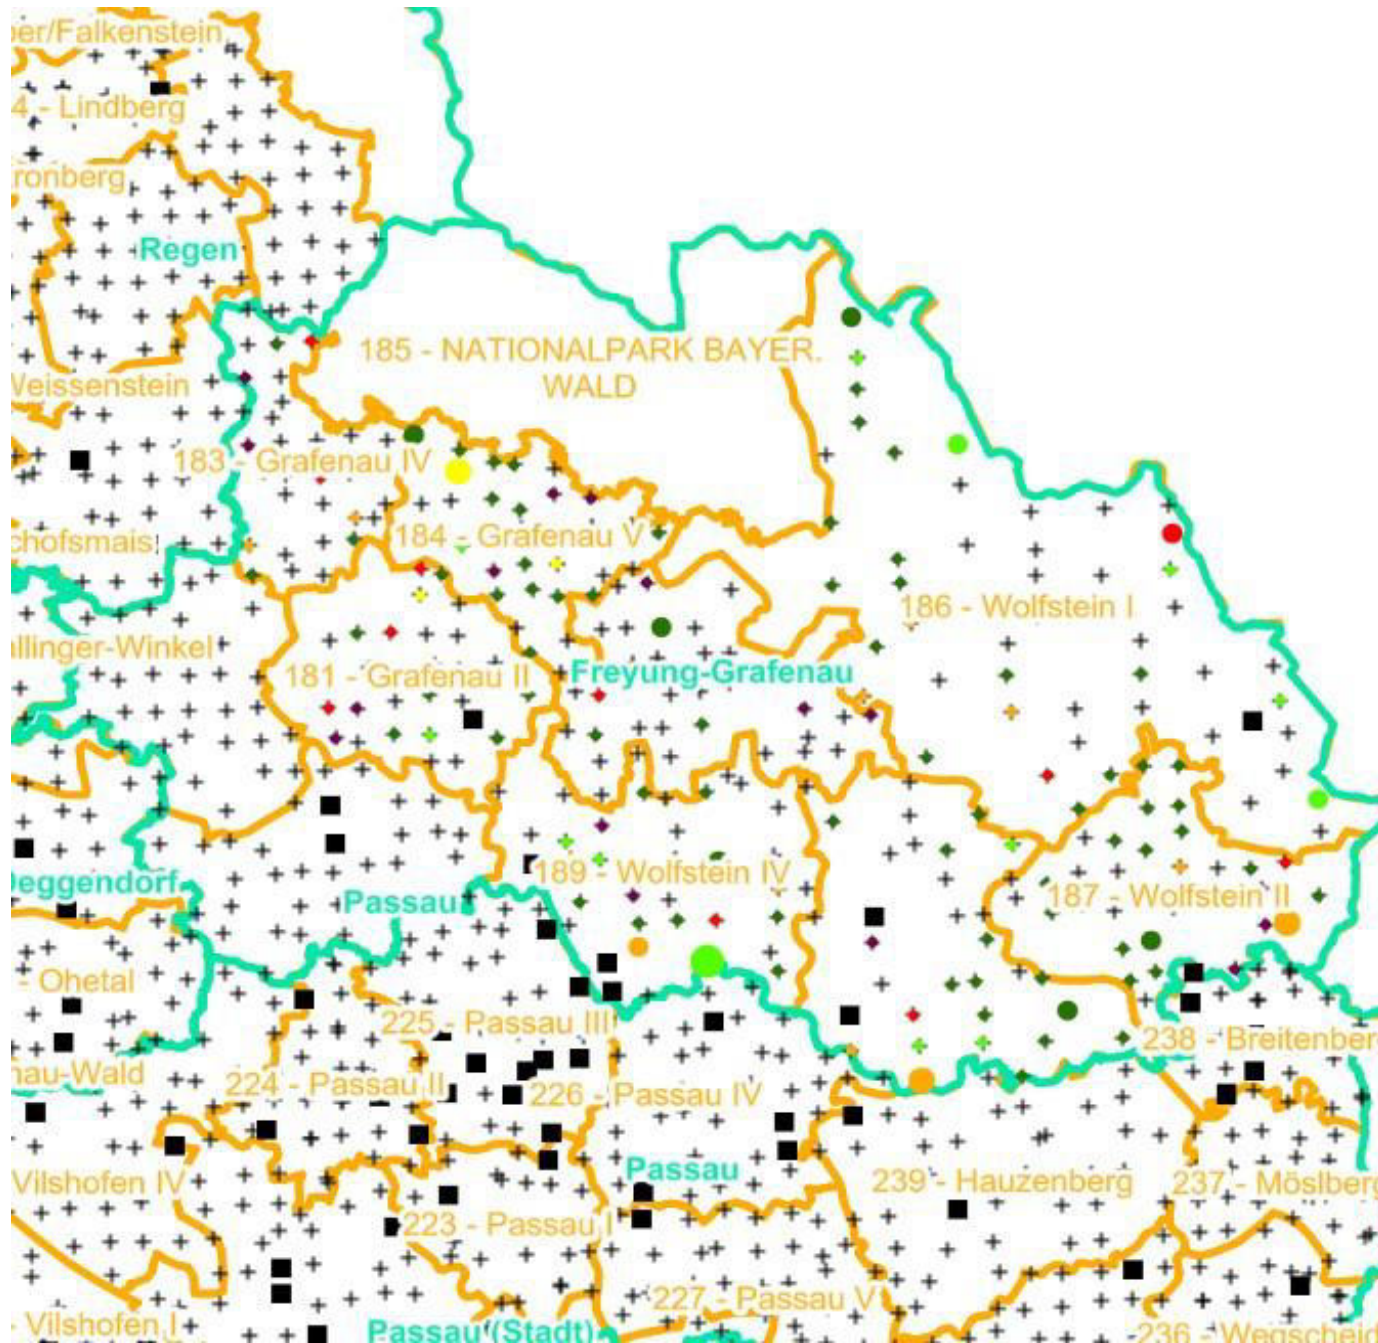 er/Falkenstein
4 - Lindberg
ronberg
Regen
185 - NATIONALPARK BAYER.
WALD
Weissenstein
183 - Grafenau IV
184 - Grafenau V
chofsmais
186 - Wolfstein I
llinger-Winkel
181 - Grafenau II
Freyung-Grafenau
189 - Wolfstein IV
187 - Wolfstein II
Deggendorf
Passau
- Ohetal
225 - Passau III
238 - Breitenberg
nau-Wald
224 - Passau II
226 - Passau IV
Passau
Vilshofen IV
239 - Hauzenberg
237 - Möslberg
223 - Passau I
227 - Passau V
- Vilshofen I
Passau (Stadt)
236 - Wegscheid